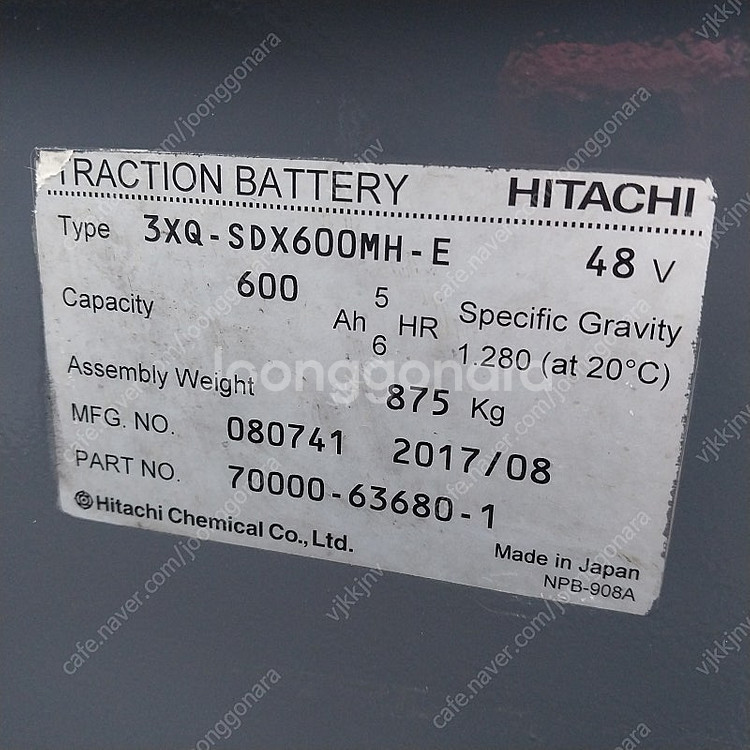 TRACTION BATTERY HITACHI
Type 3XQ-SDX600MH-E 48 V
Capacity 600 Ah 5 6 HR Specific Gravity
1.280 (at 20°C)
Assembly Weight 875 Kg
MFG. NO. 080741 2017/08
PART NO. 70000-63680-1
Hitachi Chemical Co., Ltd.
Made in Japan
NPB-908A
Joonggonara
cafe.naver.com/joonggonara
vjkkjnv